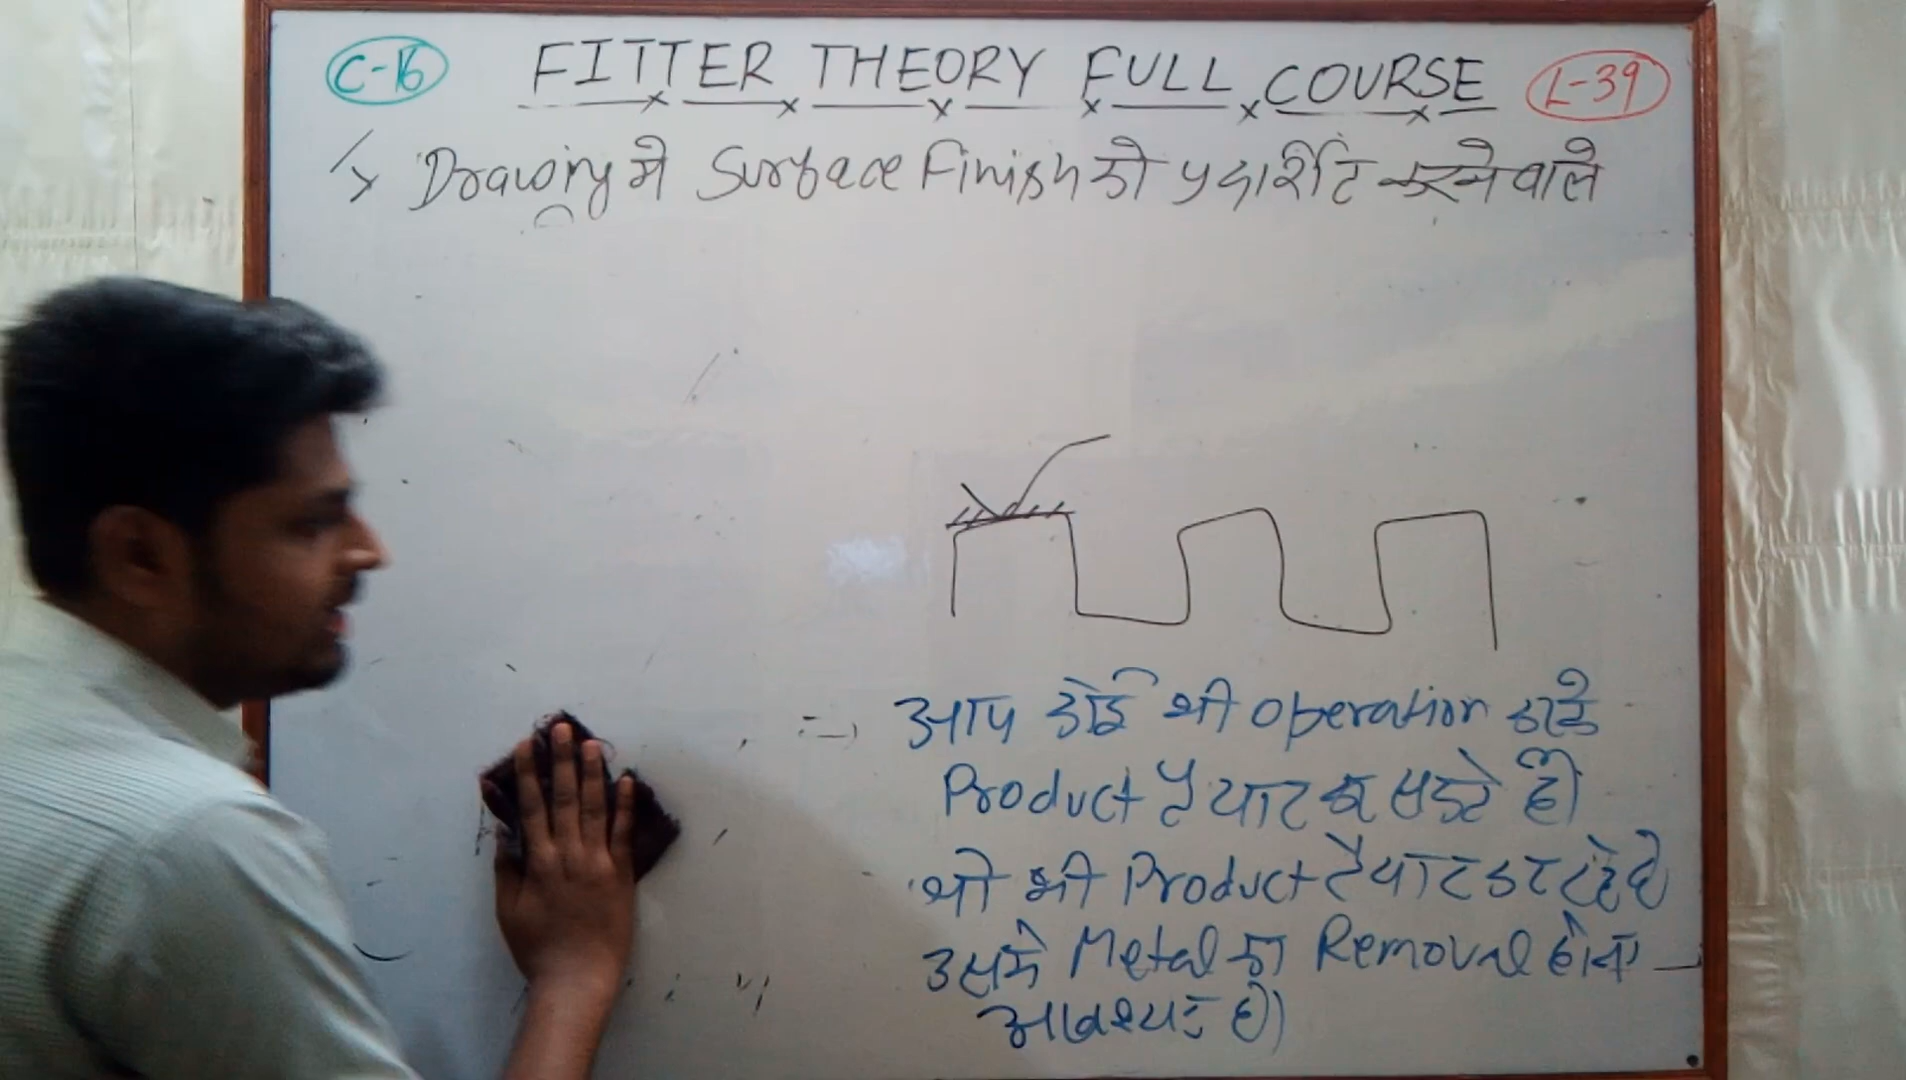 C-16 FITTER THEORY FULL COURSE L-39
Drawing में Surface Finish को प्रदर्शित करने वाले
आप कोई भी operation करके
Product तैयार कर सकते हैं।
जो भी Product तैयार कर रहे है
उसमे Metal का Removal होना
आवश्यक है।